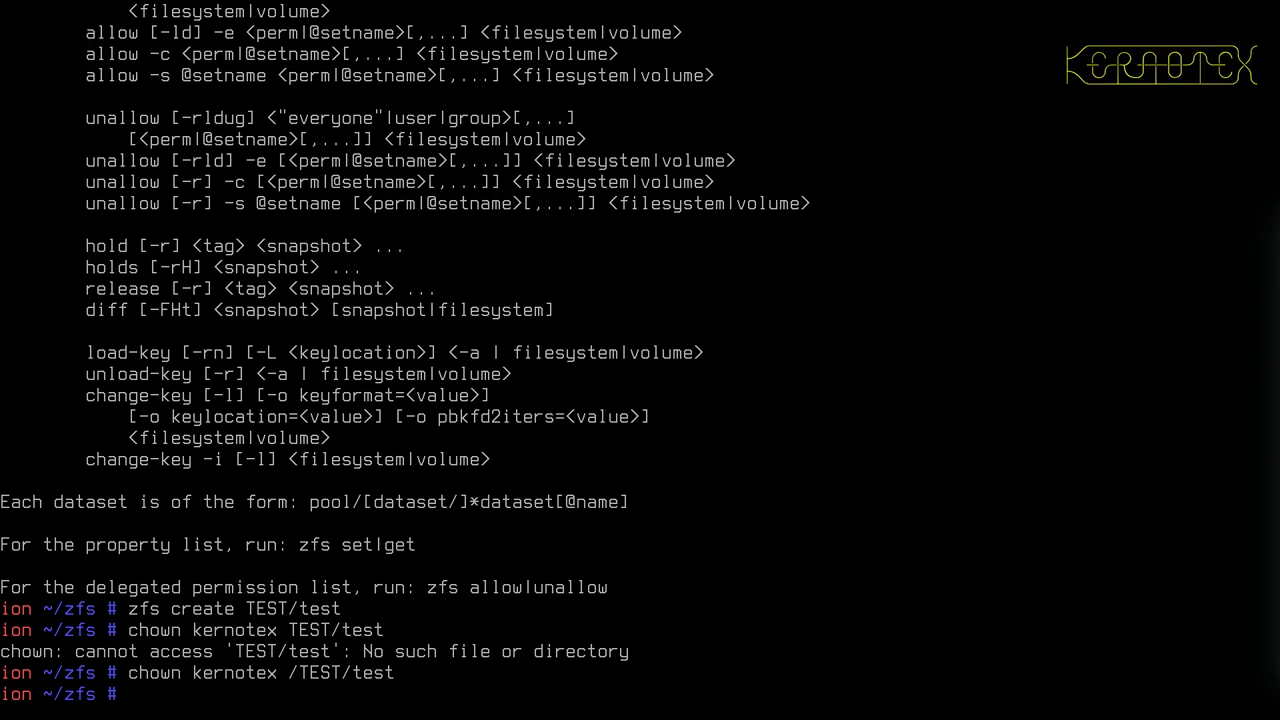 <filesystem|volume>
allow [-ld] -e <perm|@setname>[,...] <filesystem|volume>
allow -c <perm|@setname>[,...] <filesystem|volume>
allow -s @setname <perm|@setname>[,...] <filesystem|volume>
unallow [-rldug] <"everyone"|user|group>[,...]
[<perm|@setname>[,...]] <filesystem|volume>
unallow [-rld] -e [<perm|@setname>[,...]] <filesystem|volume>
unallow [-r] -c [<perm|@setname>[,...]] <filesystem|volume>
unallow [-r] -s @setname [<perm|@setname>[,...]] <filesystem|volume>
hold [-r] <tag> <snapshot> ...
holds [-rH] <snapshot> ...
release [-r] <tag> <snapshot> ...
diff [-FHt] <snapshot> [snapshot|filesystem]
load-key [-rn] [-L <keylocation>] <-a | filesystem|volume>
unload-key [-r] <-a | filesystem|volume>
change-key [-l] [-o keyformat=<value>]
[-o keylocation=<value>] [-o pbkfd2iters=<value>]
<filesystem|volume>
change-key -i [-l] <filesystem|volume>
Each dataset is of the form: pool/[dataset/]*dataset[@name]
For the property list, run: zfs set|get
For the delegated permission list, run: zfs allow|unallow
ion ~/zfs # zfs create TEST/test
ion ~/zfs # chown kernotex TEST/test
chown: cannot access 'TEST/test': No such file or directory
ion ~/zfs # chown kernotex /TEST/test
ion ~/zfs #
KERNOTEX